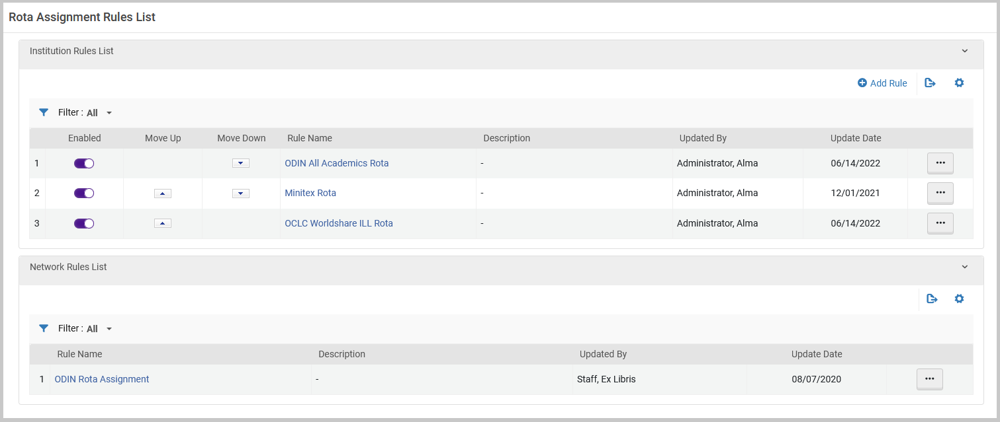 Rota Assignment Rules List
Institution Rules List
Add Rule
Filter : All
Enabled Move Up Move Down Rule Name Description Updated By Update Date
1 ODIN All Academics Rota - Administrator, Alma 06/14/2022
2 Minitex Rota - Administrator, Alma 12/01/2021
3 OCLC Worldshare ILL Rota - Administrator, Alma 06/14/2022
Network Rules List
Filter : All
Rule Name Description Updated By Update Date
1 ODIN Rota Assignment - Staff, Ex Libris 08/07/2020